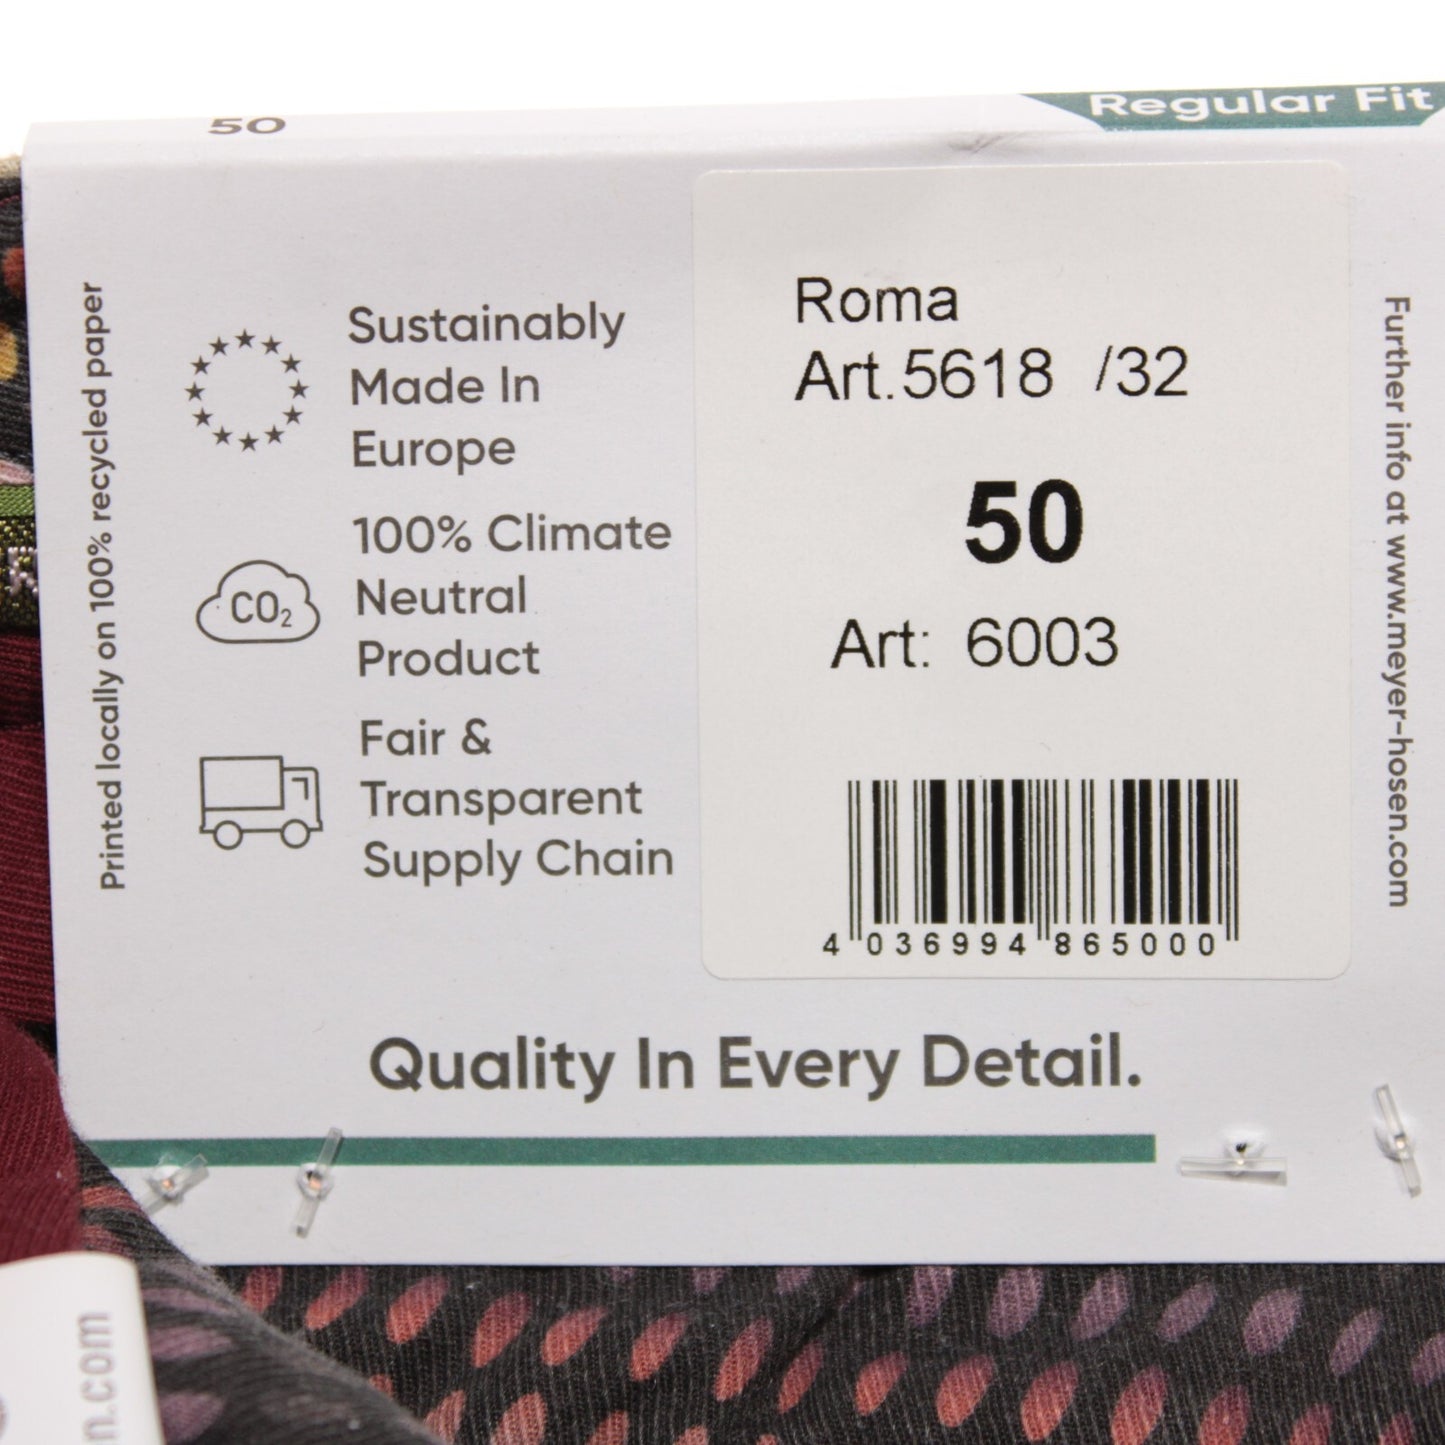 50
Regular Fit
Printed locally on 100% recycled paper
Sustainably
Made In
Europe
CO₂
100% Climate
Neutral
Product
Fair &
Transparent
Supply Chain
Roma
Art.5618 /32
50
Art: 6003
4 036994 865000
Further info at www.meyer-hosen.com
Quality In Every Detail.
n.com